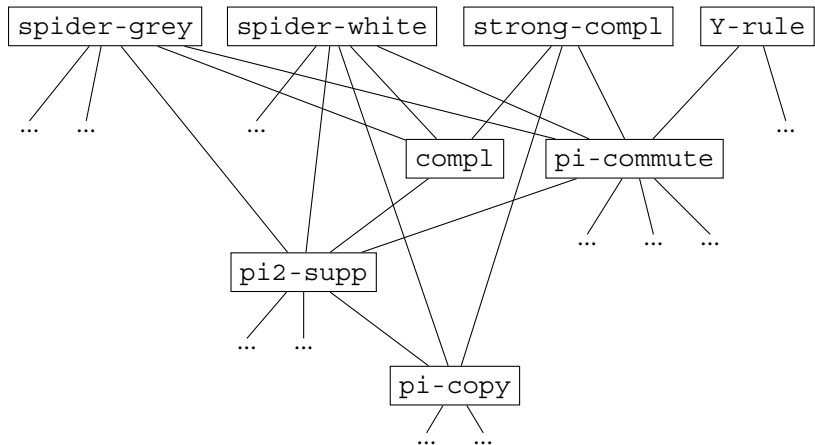 spider-grey spider-white strong-compl Y-rule
... ... ... ...
compl pi-commute
... ... ...
pi2-supp
... ...
pi-copy
... ...